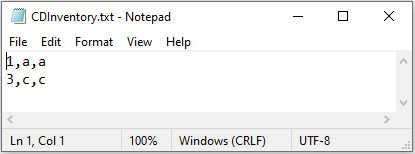 CDInventory.txt - Notepad
File Edit Format View Help
1,a,a
3,c,c
Ln 1, Col 1 100% Windows (CRLF) UTF-8